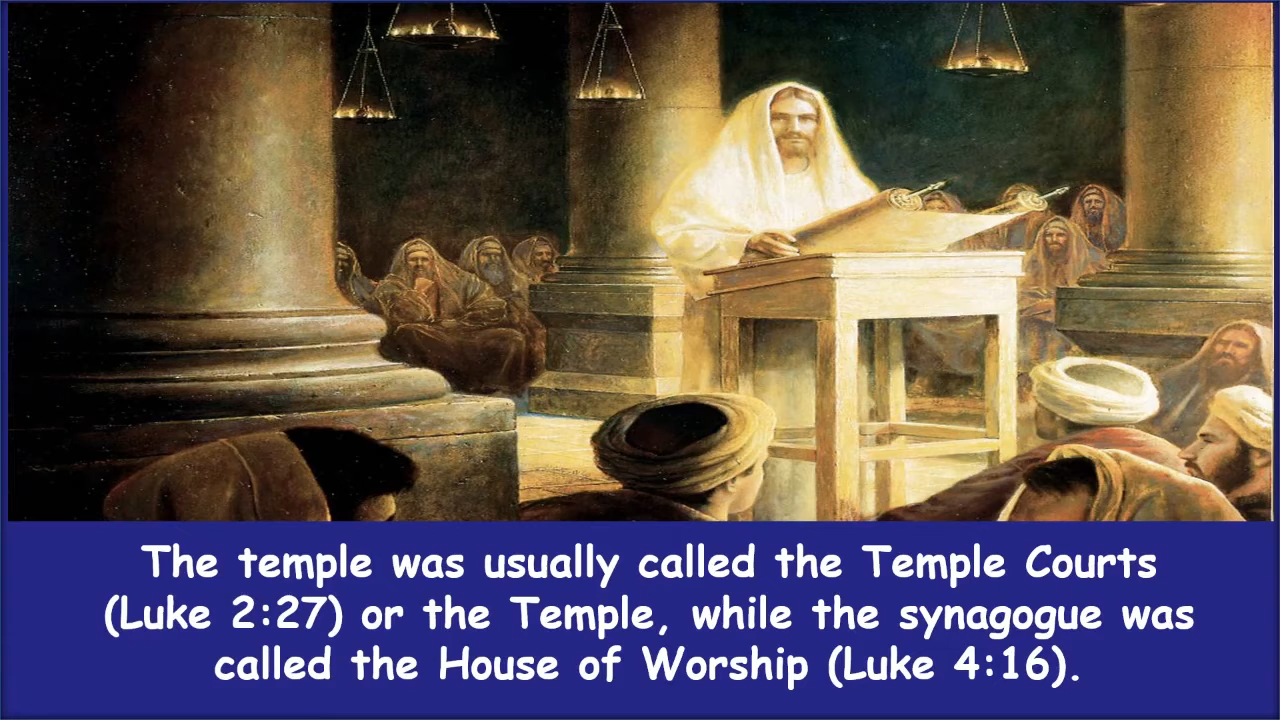 The temple was usually called the Temple Courts
(Luke 2:27) or the Temple, while the synagogue was
called the House of Worship (Luke 4:16).